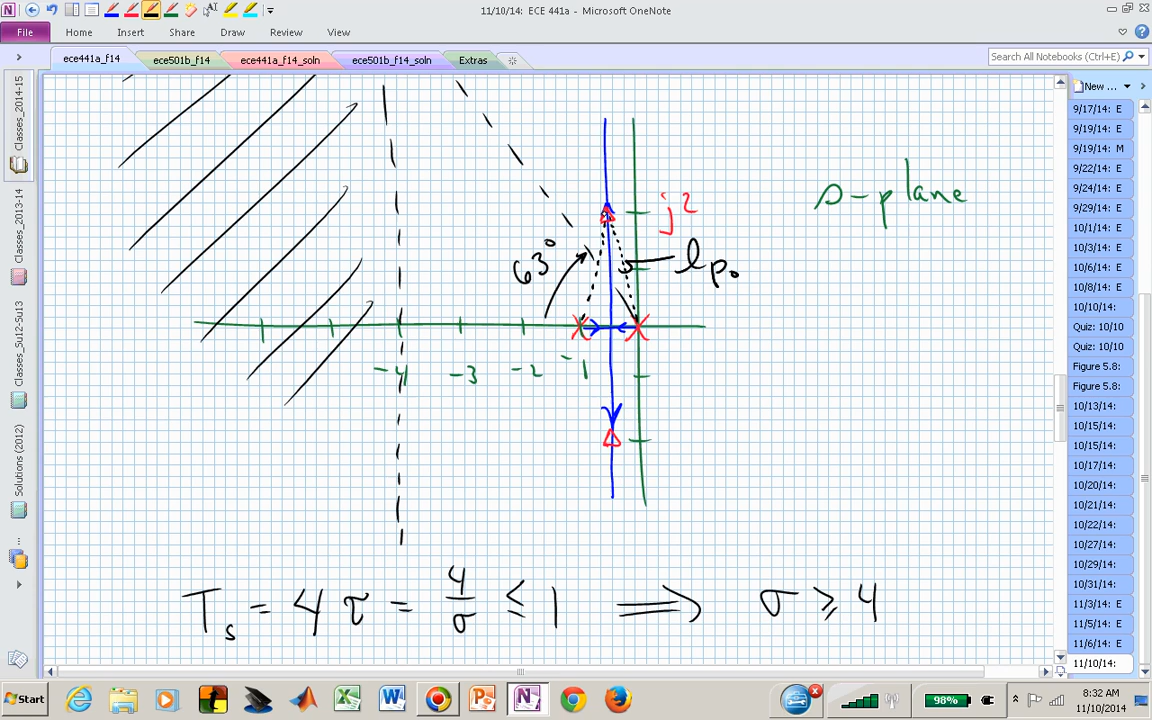 11/10/14: ECE 441a - Microsoft OneNote
File Home Insert Share Draw Review View
ece441a_f14 ece501b_f14 ece441a_f14_soln ece501b_f14_soln Extras
Search All Notebooks (Ctrl+E)
Classes_2014-15
Classes_2013-14
Classes_Su12-Su13
Solutions (2012)
New ...
9/17/14: E
9/19/14: E
9/19/14: M
9/22/14: E
9/24/14: E
9/29/14: E
10/1/14: E
10/3/14: E
10/6/14: E
10/8/14: E
10/10/14:
Quiz: 10/10
Quiz: 10/10
Figure 5.8:
Figure 5.8:
10/13/14:
10/15/14:
10/15/14:
10/17/14:
10/20/14:
10/21/14:
10/22/14:
10/27/14:
10/29/14:
10/31/14:
11/3/14: E
11/5/14: E
11/6/14: E
11/10/14:
s-plane
j2
63°
l_p0
-4 -3 -2 -1
T_s = 4τ = 4/σ ≤ 1 ⟹ σ ≥ 4
Start
98%
8:32 AM
11/10/2014